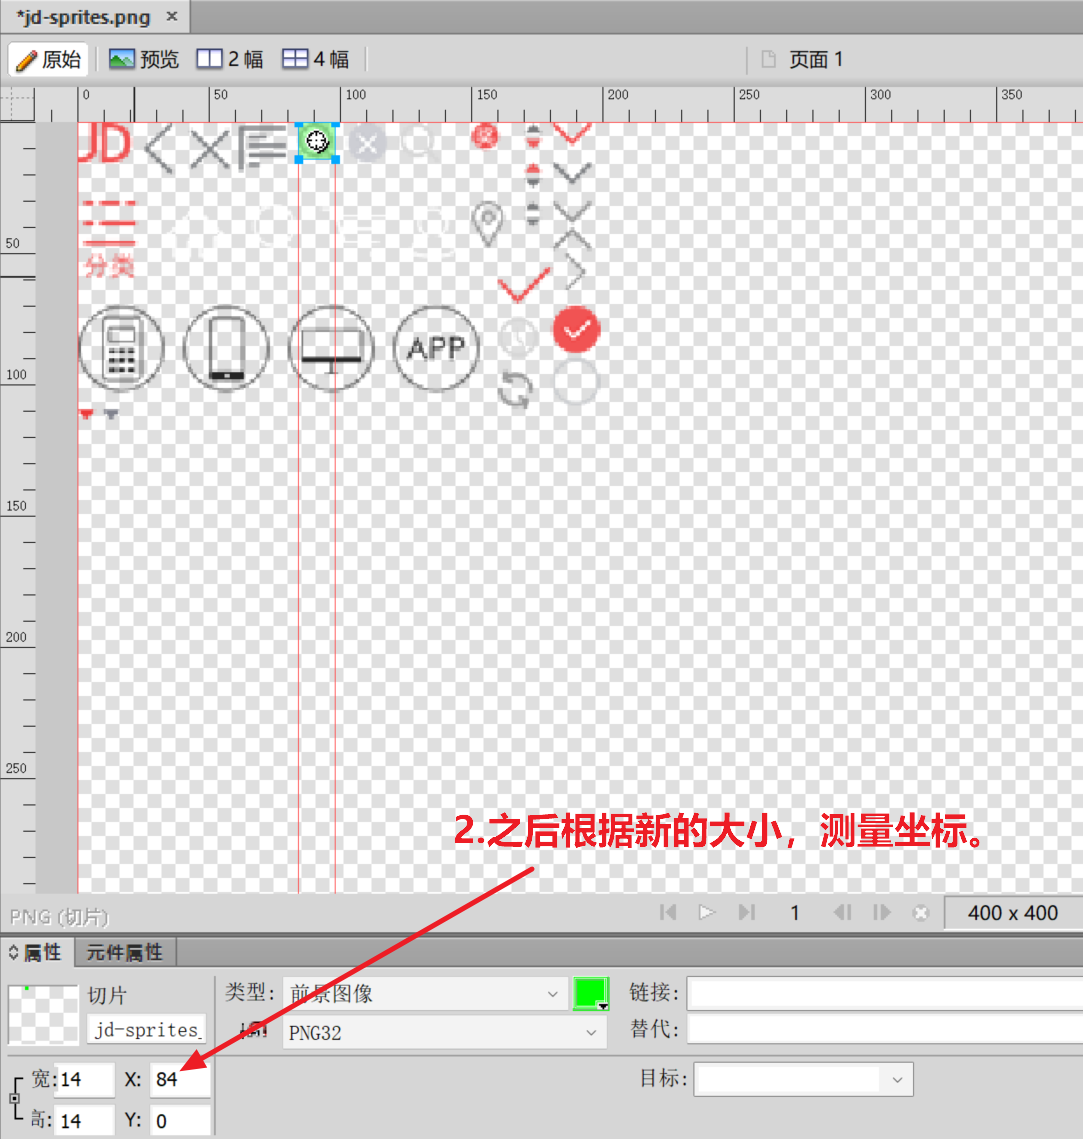 *jd-sprites.png ×
原始 预览 2 幅 4 幅 页面 1
0 50 100 150 200 250 300 350
JD
50
分类
100
APP
150
200
250
2.之后根据新的大小，测量坐标。
PNG (切片) 1 400 x 400
属性 元件属性
切片 类型: 前景图像 链接:
jd-sprites_ PNG32 替代:
宽: 14 X: 84 目标:
高: 14 Y: 0